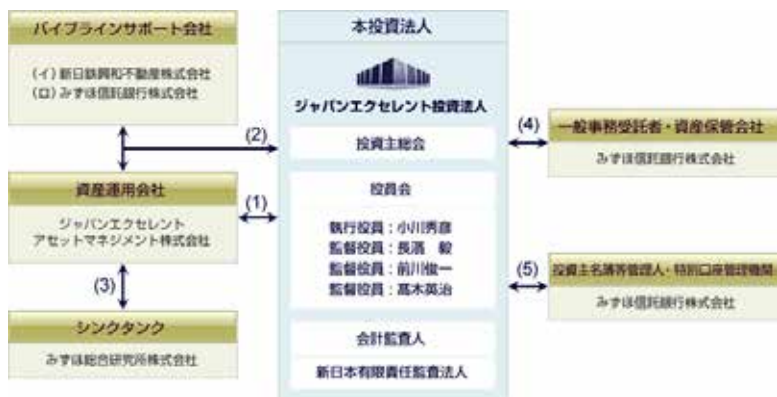 パイプラインサポート会社
(イ)新日鉄興和不動産株式会社
(ロ)みずほ信託銀行株式会社
資産運用会社
ジャパンエクセレント
アセットマネジメント株式会社
(3)
シンクタンク
みずほ総合研究所株式会社
(2)
(1)
本投資法人
ジャパンエクセレント投資法人
投資主総会
役員会
執行役員:小川秀彦
監督役員:長濱 毅
監督役員:前川俊一
監督役員:高木英治
会計監査人
新日本有限責任監査法人
(4)
一般事務受託者・資産保管会社
みずほ信託銀行株式会社
(5)
投資主名簿等管理人・特別口座管理機関
みずほ信託銀行株式会社